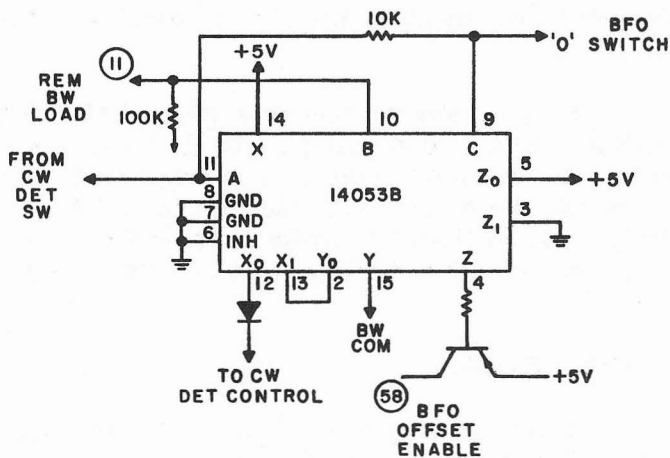 10K
'0'
BFO
SWITCH
+5V
11
REM
BW
LOAD
100K
14
10
9
X
B
C
FROM
CW
DET
SW
11
A
8
GND
7
GND
6
INH
14053B
Z0
5
+5V
Z1
3
X0
X1
Y0
Y
Z
12
13
2
15
4
BW
COM
TO CW
DET CONTROL
58
+5V
BFO
OFFSET
ENABLE